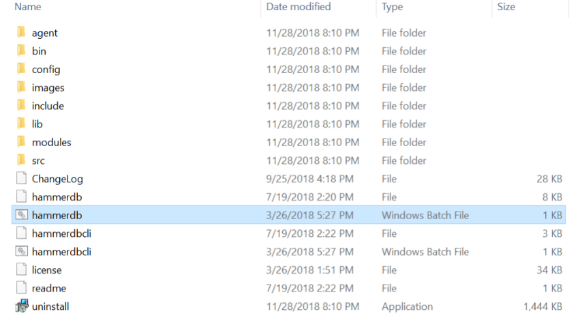 Name Date modified Type Size
agent 11/28/2018 8:10 PM File folder
bin 11/28/2018 8:10 PM File folder
config 11/28/2018 8:10 PM File folder
images 11/28/2018 8:10 PM File folder
include 11/28/2018 8:10 PM File folder
lib 11/28/2018 8:10 PM File folder
modules 11/28/2018 8:10 PM File folder
src 11/28/2018 8:10 PM File folder
ChangeLog 9/25/2018 4:18 PM File 28 KB
hammerdb 7/19/2018 2:20 PM File 8 KB
hammerdb 3/26/2018 5:27 PM Windows Batch File 1 KB
hammerdbcli 7/19/2018 2:22 PM File 3 KB
hammerdbcli 3/26/2018 5:27 PM Windows Batch File 1 KB
license 3/26/2018 1:51 PM File 34 KB
readme 7/19/2018 2:22 PM File 1 KB
uninstall 11/28/2018 8:10 PM Application 1,444 KB